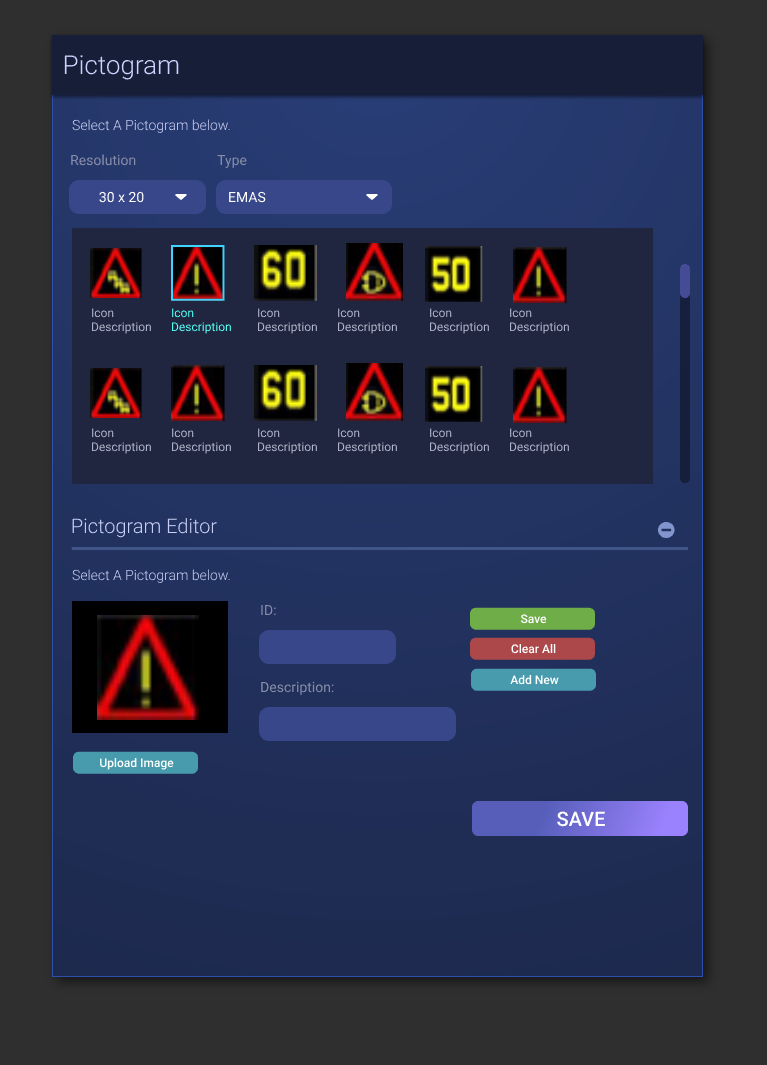 Pictogram
Select A Pictogram below.
Resolution Type
30 x 20 EMAS
60 50
Icon Icon Icon Icon Icon Icon
Description Description Description Description Description Description
60 50
Icon Icon Icon Icon Icon Icon
Description Description Description Description Description Description
Pictogram Editor
Select A Pictogram below.
ID:
Save
Clear All
Description:
Add New
Upload Image
SAVE